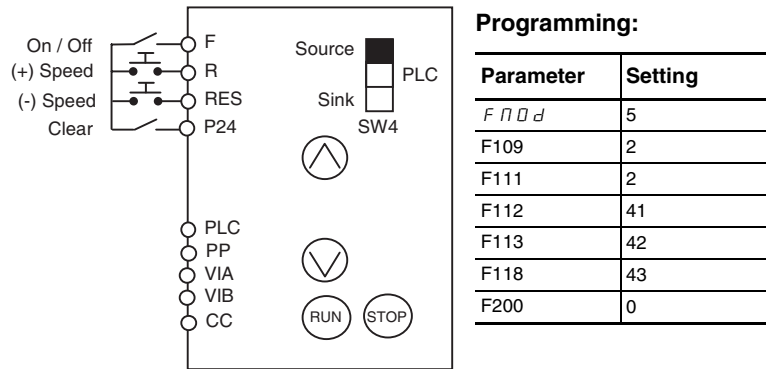 On / Off
(+) Speed
(-) Speed
Clear
F
R
RES
P24
PLC
PP
VIA
VIB
CC
Source
PLC
Sink
SW4
RUN
STOP
Programming:
Parameter Setting
FMOd 5
F109 2
F111 2
F112 41
F113 42
F118 43
F200 0